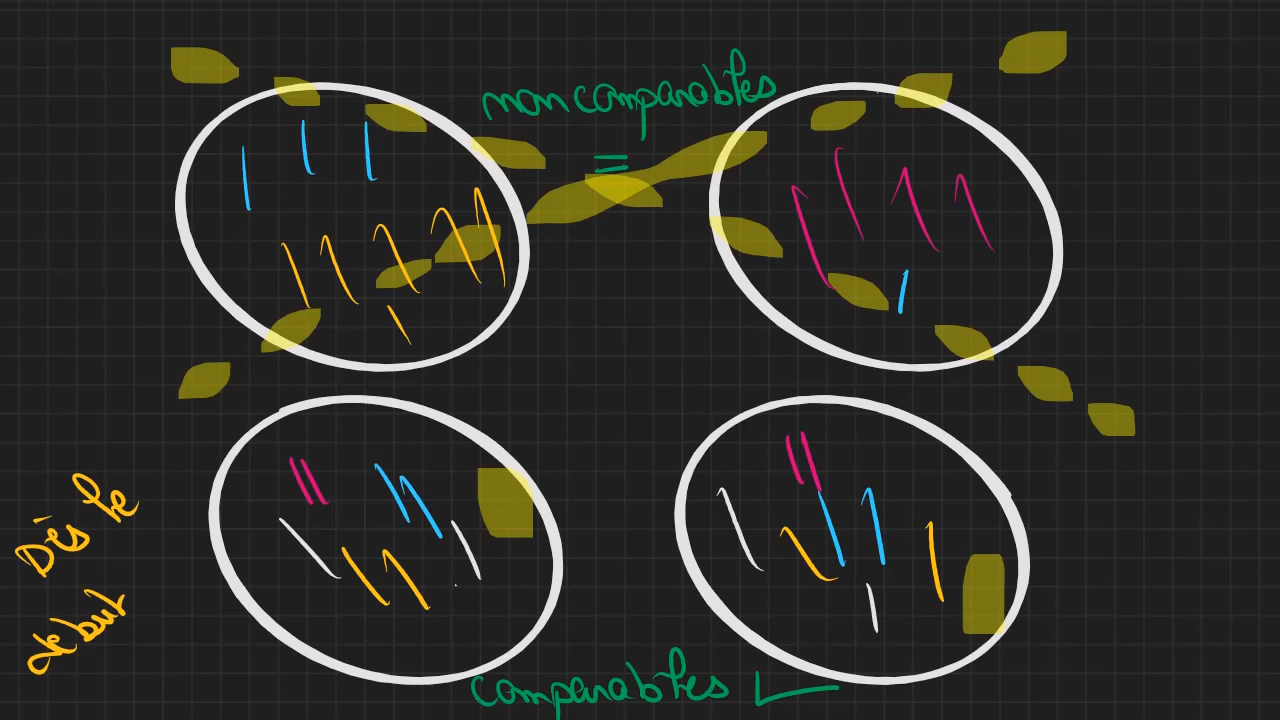 non comparables
=
Dès le
début
comparables